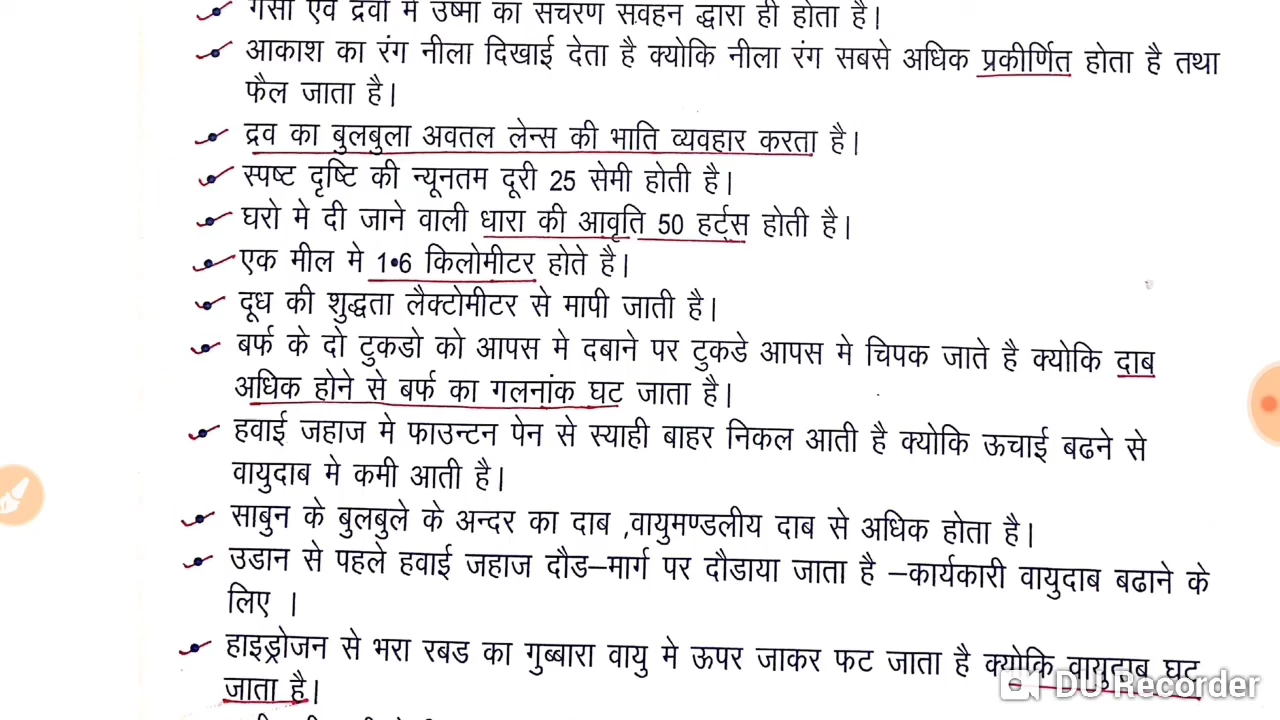 गैसो एवं द्रवो मे उष्मा का संचरण संवहन द्धारा ही होता है।
आकाश का रंग नीला दिखाई देता है क्योकि नीला रंग सबसे अधिक प्रकीर्णित होता है तथा
फैल जाता है।
द्रव का बुलबुला अवतल लेन्स की भाति व्यवहार करता है।
स्पष्ट दृष्टि की न्यूनतम दूरी 25 सेमी होती है।
घरो मे दी जाने वाली धारा की आवृति 50 हर्ट्स होती है।
एक मील मे 1•6 किलोमीटर होते है।
दूध की शुद्धता लैक्टोमीटर से मापी जाती है।
बर्फ के दो टुकडो को आपस मे दबाने पर टुकडे आपस मे चिपक जाते है क्योकि दाब
अधिक होने से बर्फ का गलनांक घट जाता है।
हवाई जहाज मे फाउन्टन पेन से स्याही बाहर निकल आती है क्योकि ऊचाई बढने से
वायुदाब मे कमी आती है।
साबुन के बुलबुले के अन्दर का दाब ,वायुमण्डलीय दाब से अधिक होता है।
उडान से पहले हवाई जहाज दौड–मार्ग पर दौडाया जाता है –कार्यकारी वायुदाब बढाने के
लिए ।
हाइड्रोजन से भरा रबड का गुब्बारा वायु मे ऊपर जाकर फट जाता है क्योकि वायुदाब घट
जाता है।
DU Recorder